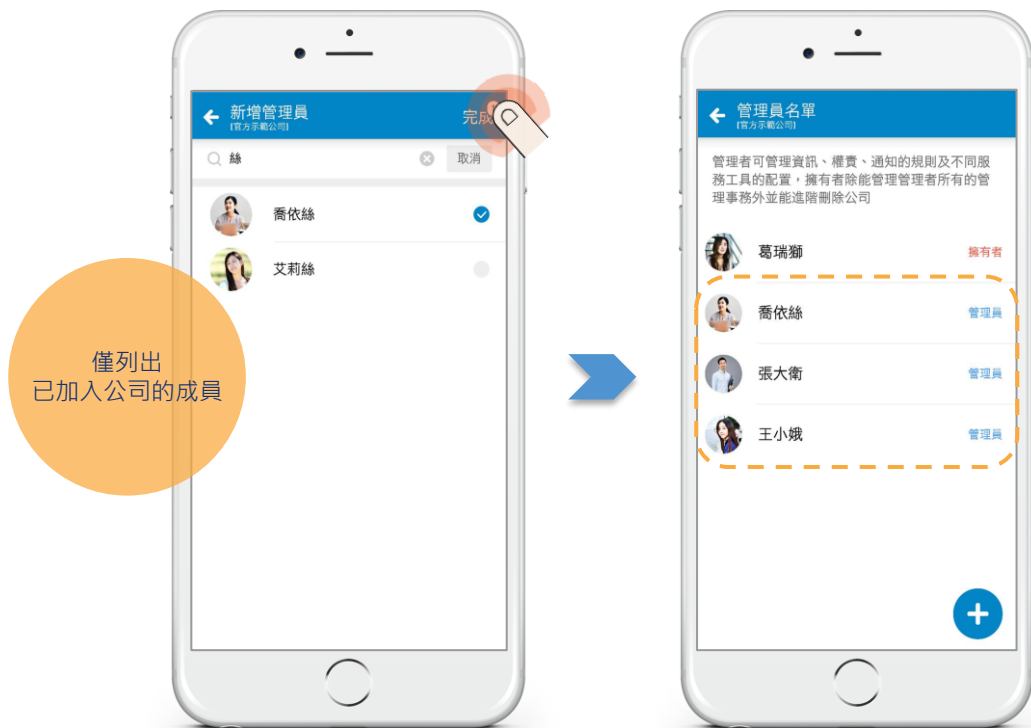 新增管理員
[官方示範公司]
完成
絲
取消
喬依絲
艾莉絲
僅列出
已加入公司的成員
管理員名單
[官方示範公司]
管理者可管理資訊、權責、通知的規則及不同服
務工具的配置，擁有者除能管理管理者所有的管
理事務外並能進階刪除公司
葛瑞獅
擁有者
喬依絲
管理員
張大衛
管理員
王小娥
管理員